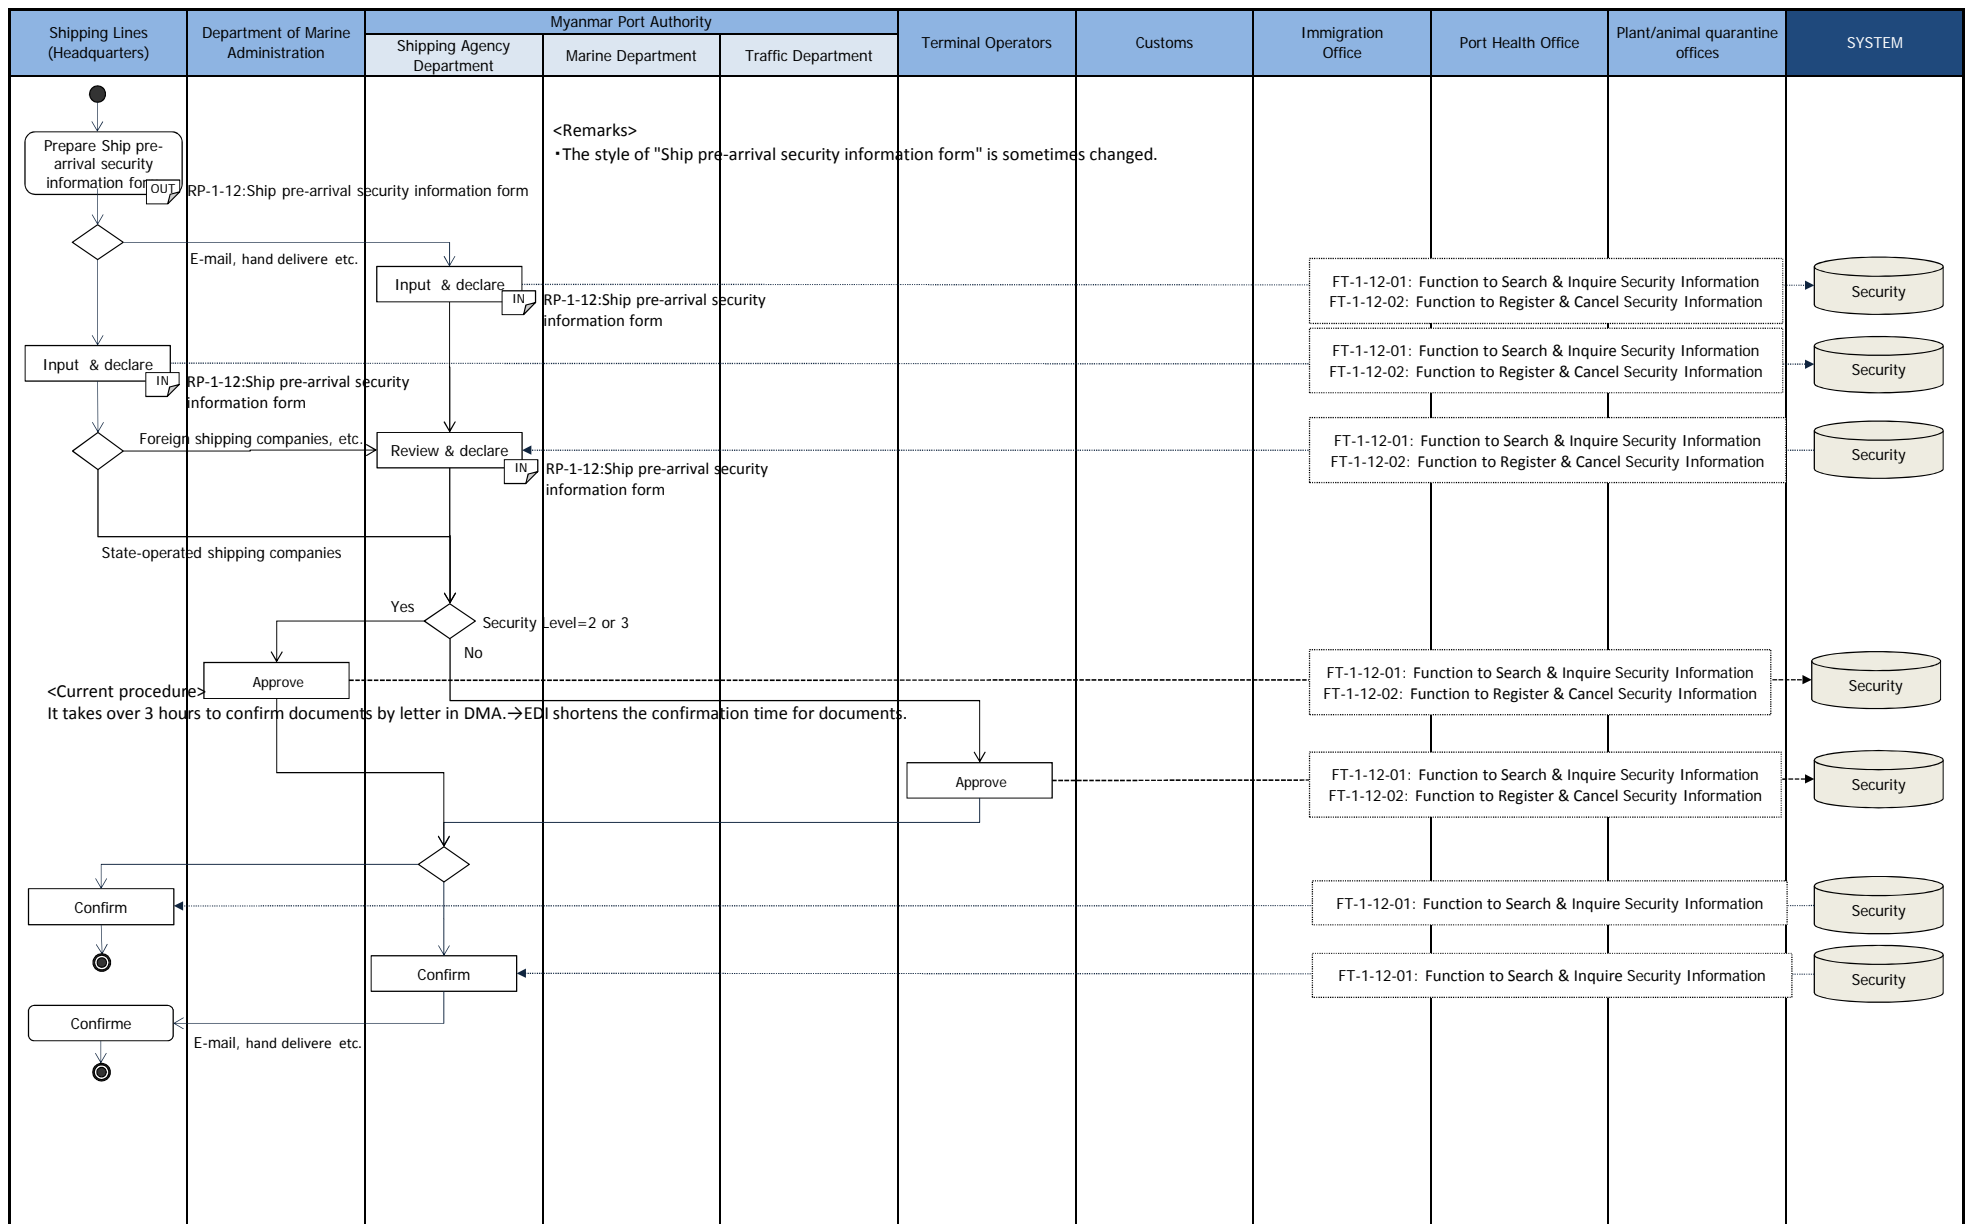 Shipping Lines
(Headquarters)
Department of Marine
Administration
Myanmar Port Authority
Shipping Agency
Department
Marine Department
Traffic Department
Terminal Operators
Customs
Immigration
Office
Port Health Office
Plant/animal quarantine
offices
SYSTEM
<Remarks>
・The style of "Ship pre-arrival security information form" is sometimes changed.
Prepare Ship pre-
arrival security
information for
OUT
RP-1-12:Ship pre-arrival security information form
E-mail, hand delivere etc.
Input & declare
IN
RP-1-12:Ship pre-arrival security
information form
FT-1-12-01: Function to Search & Inquire Security Information
FT-1-12-02: Function to Register & Cancel Security Information
Security
Input & declare
IN
RP-1-12:Ship pre-arrival security
information form
FT-1-12-01: Function to Search & Inquire Security Information
FT-1-12-02: Function to Register & Cancel Security Information
Security
Foreign shipping companies, etc.
Review & declare
IN
RP-1-12:Ship pre-arrival security
information form
FT-1-12-01: Function to Search & Inquire Security Information
FT-1-12-02: Function to Register & Cancel Security Information
Security
State-operated shipping companies
Yes
Security Level=2 or 3
No
Approve
FT-1-12-01: Function to Search & Inquire Security Information
FT-1-12-02: Function to Register & Cancel Security Information
Security
<Current procedure>
It takes over 3 hours to confirm documents by letter in DMA.→EDI shortens the confirmation time for documents.
Approve
FT-1-12-01: Function to Search & Inquire Security Information
FT-1-12-02: Function to Register & Cancel Security Information
Security
Confirm
FT-1-12-01: Function to Search & Inquire Security Information
Security
Confirm
FT-1-12-01: Function to Search & Inquire Security Information
Security
Confirme
E-mail, hand delivere etc.